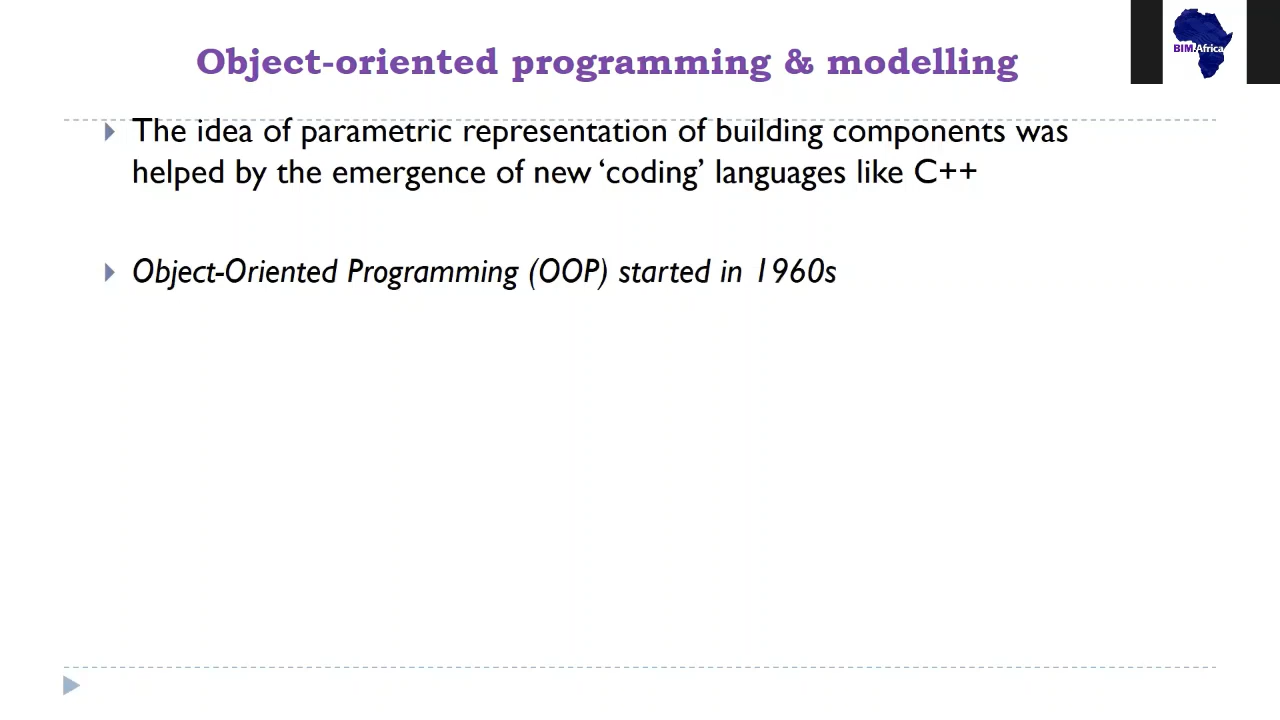 Object-oriented programming & modelling
BIM Africa
The idea of parametric representation of building components was
helped by the emergence of new ‘coding’ languages like C++
Object-Oriented Programming (OOP) started in 1960s